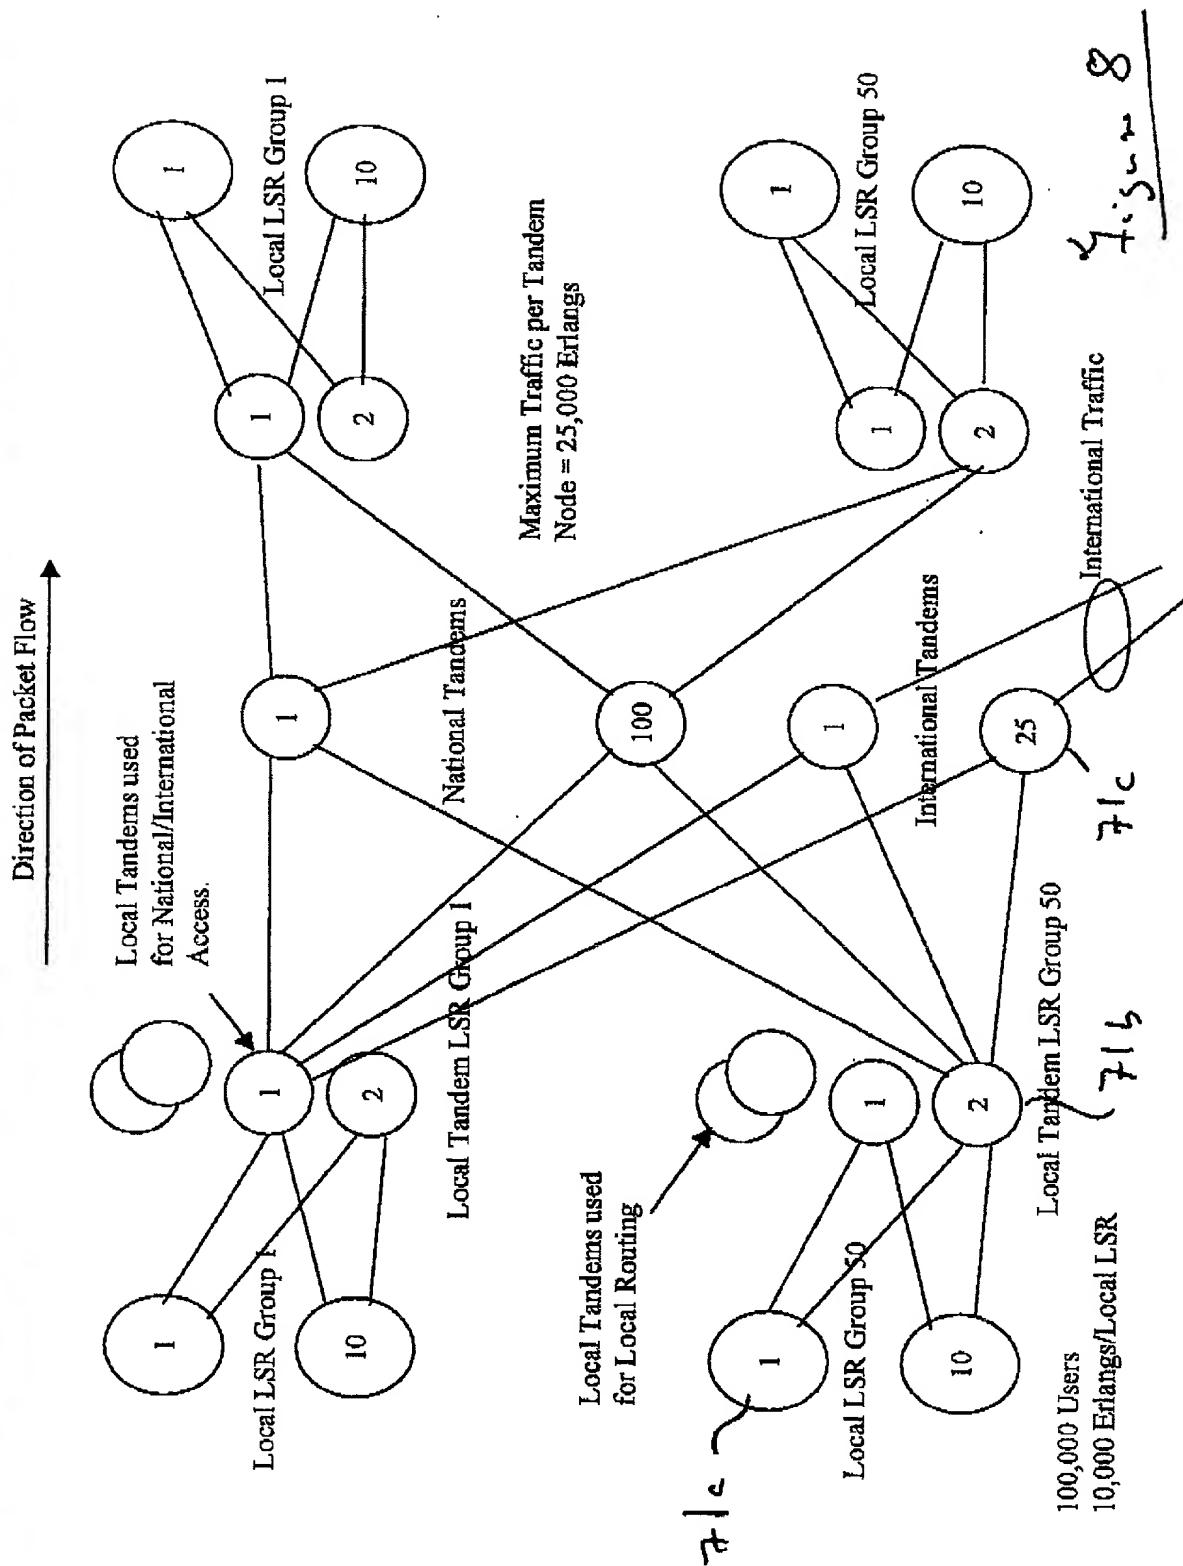 Direction of Packet Flow
Local Tandems used
for National/International
Access.
1
10
Local LSR Group 1
1
2
Local Tandem LSR Group 1
1
National Tandems
100
1
2
1
10
Local LSR Group 1
Maximum Traffic per Tandem
Node = 25,000 Erlangs
Local Tandems used
for Local Routing
71a
1
10
Local LSR Group 50
1
2
Local Tandem LSR Group 50
71b
1
International Tandems
25
71c
International Traffic
1
2
1
10
Local LSR Group 50
100,000 Users
10,000 Erlangs/Local LSR
Figure 8